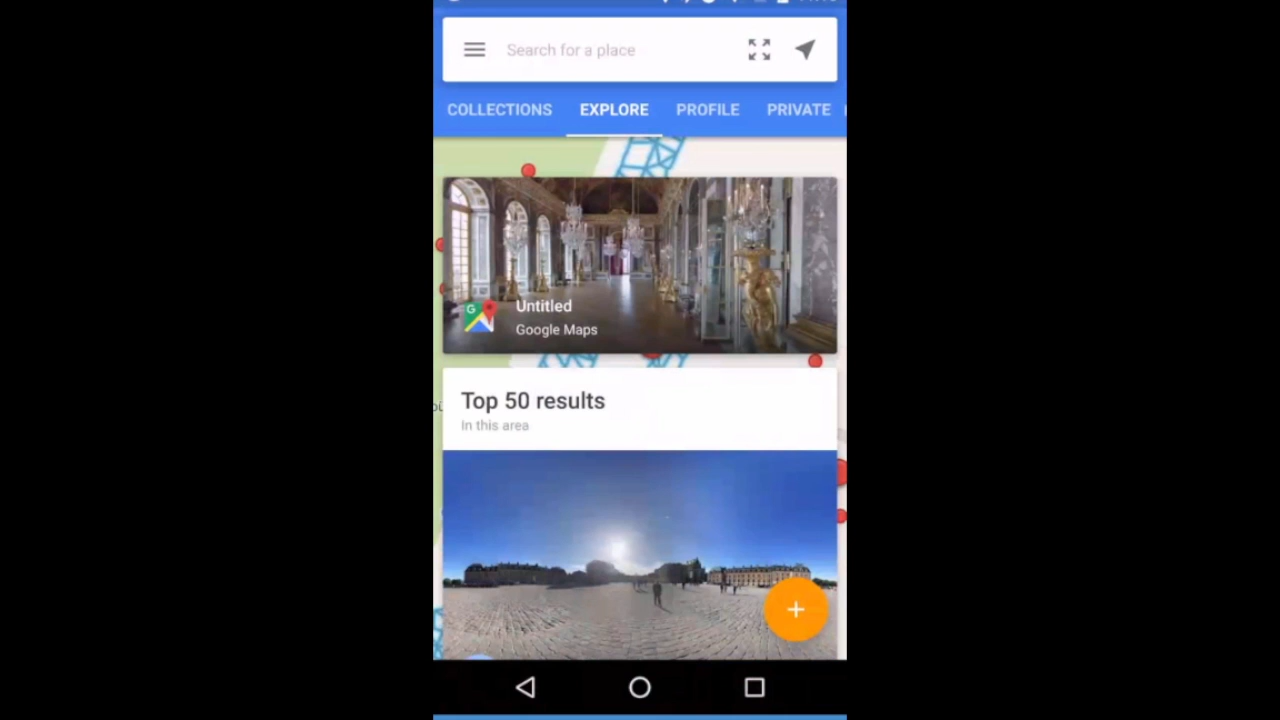 Search for a place
COLLECTIONS EXPLORE PROFILE PRIVATE
G
Untitled
Google Maps
Top 50 results
In this area
+